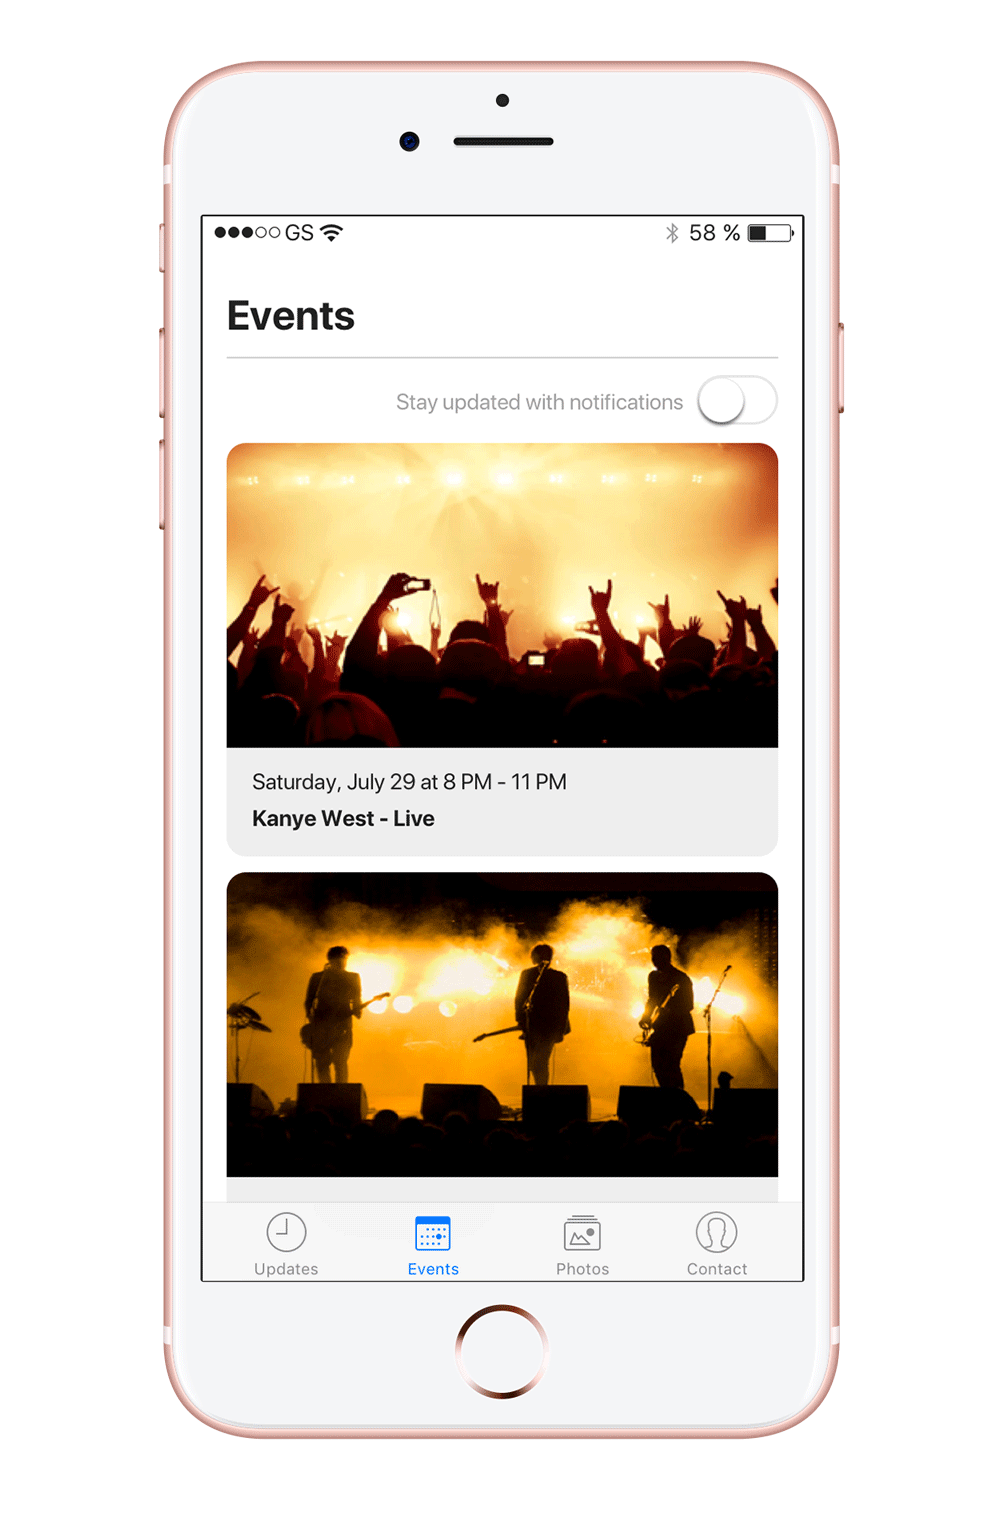 GS 58 %
Events
Stay updated with notifications
Saturday, July 29 at 8 PM - 11 PM
Kanye West - Live
Updates Events Photos Contact